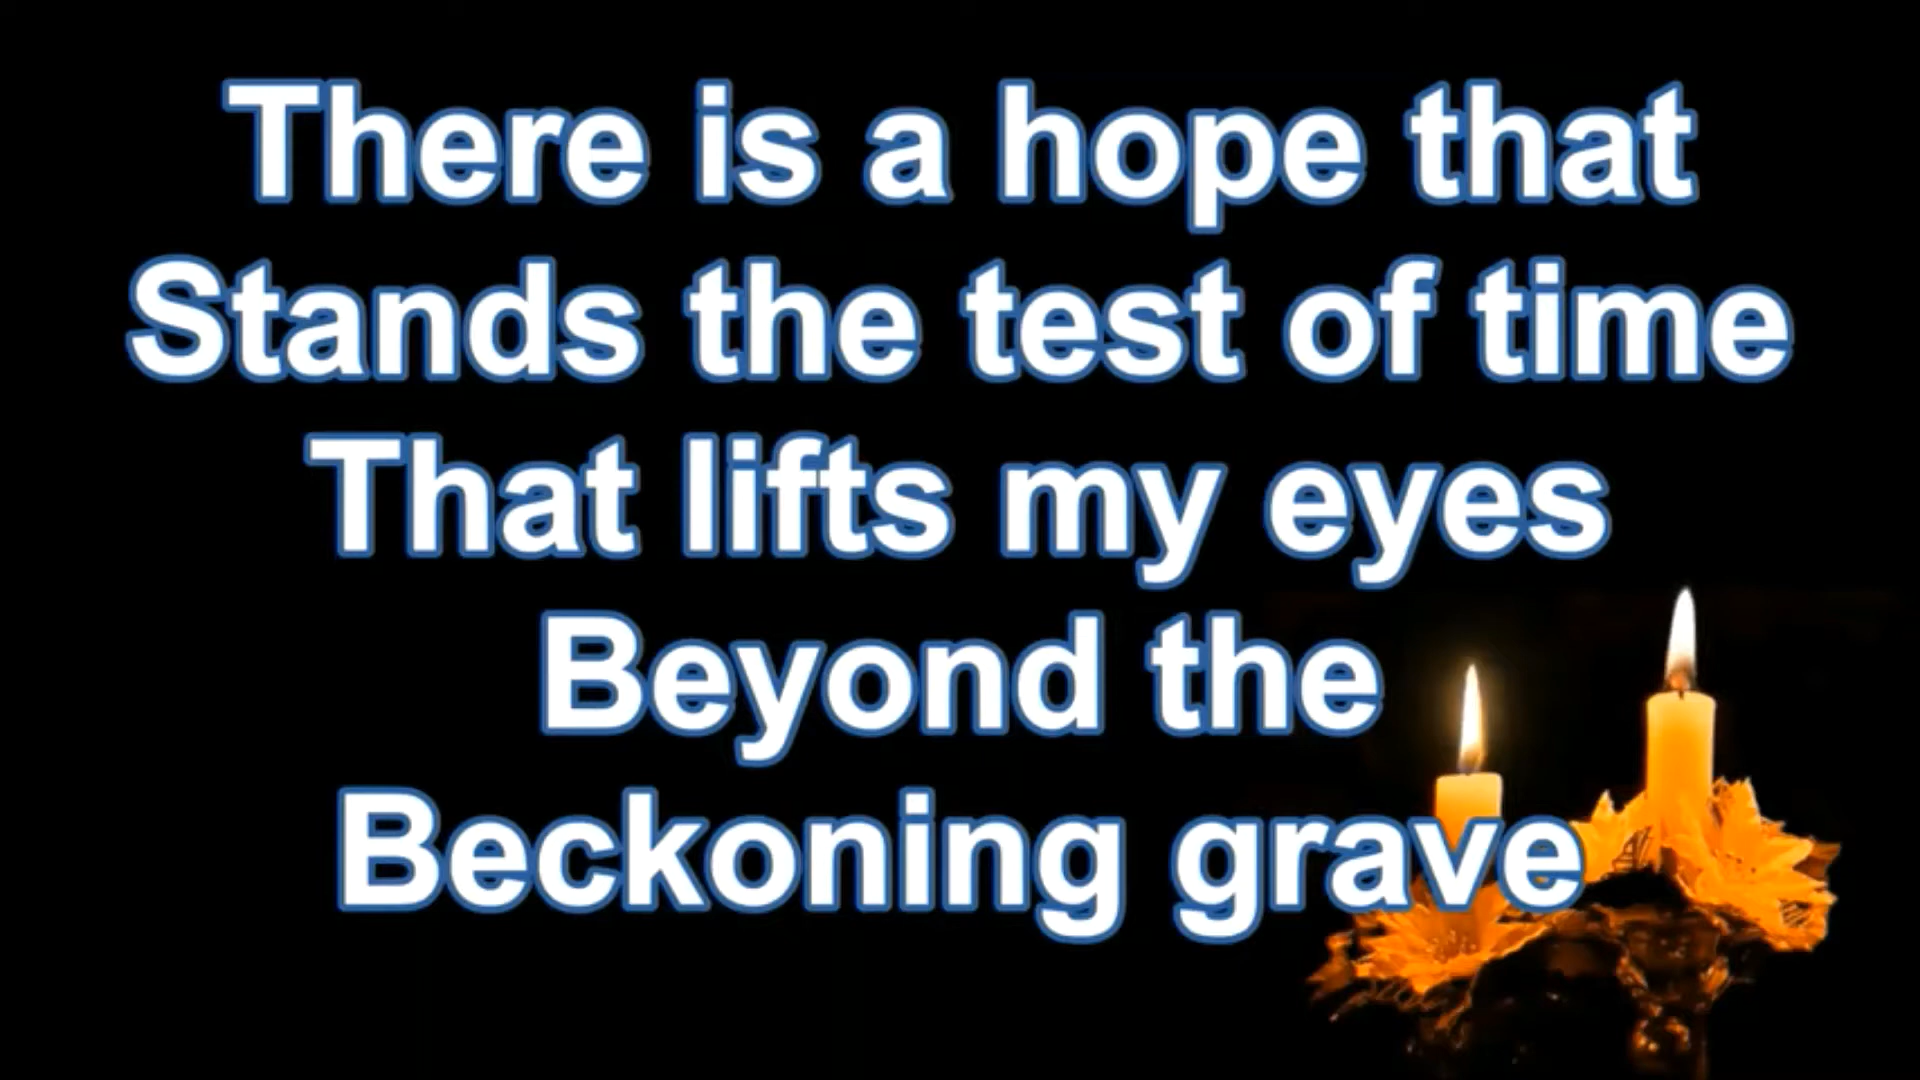 There is a hope that
Stands the test of time
That lifts my eyes
Beyond the
Beckoning grave